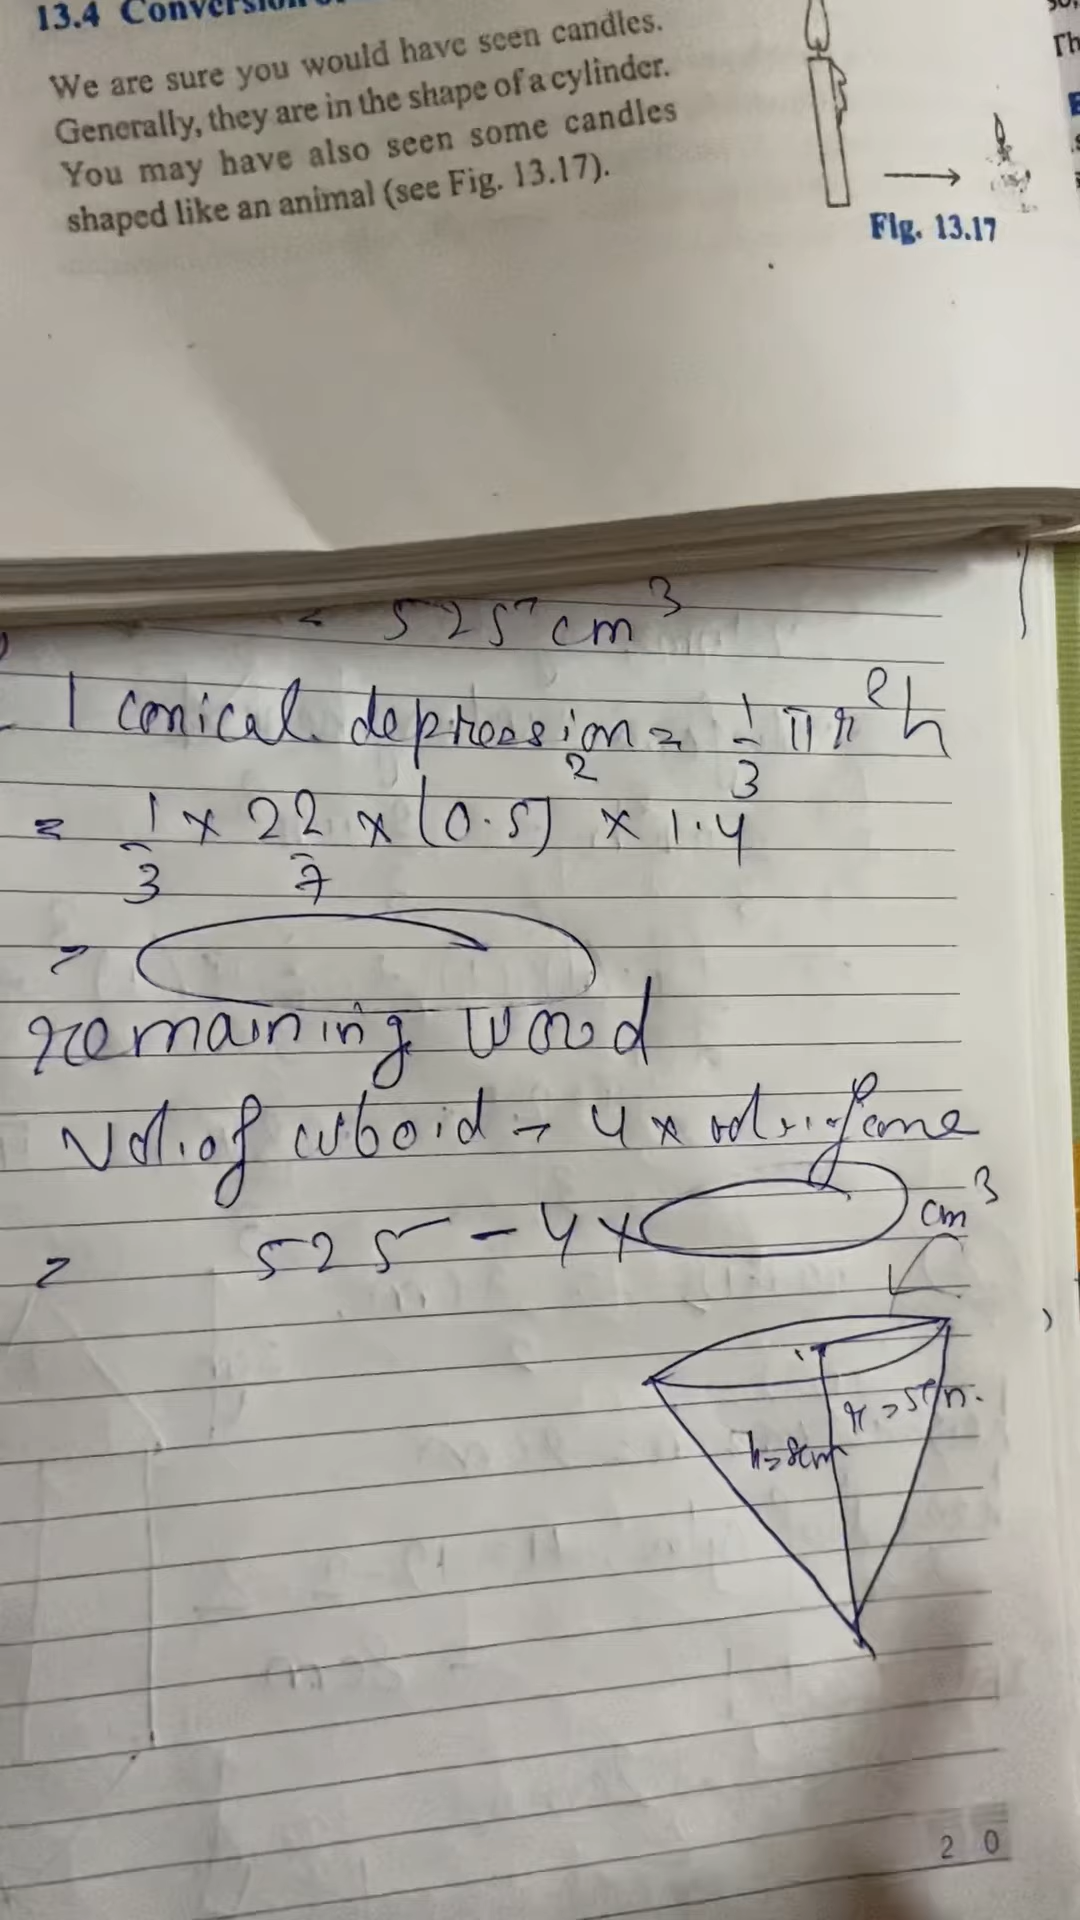 13.4 Conversion
We are sure you would have seen candles.
Generally, they are in the shape of a cylinder.
You may have also seen some candles
shaped like an animal (see Fig. 13.17).
Fig. 13.17
Th
= 525 cm³
1 conical depression = 1/3 πr²h
= 1/3 × 22/7 × (0.5)² × 1.4
=
remaining wood
Vol. of cuboid - 4 × vol. of cone
= 525 - 4 × cm³
r = 5cm.
h = 8cm
2 0